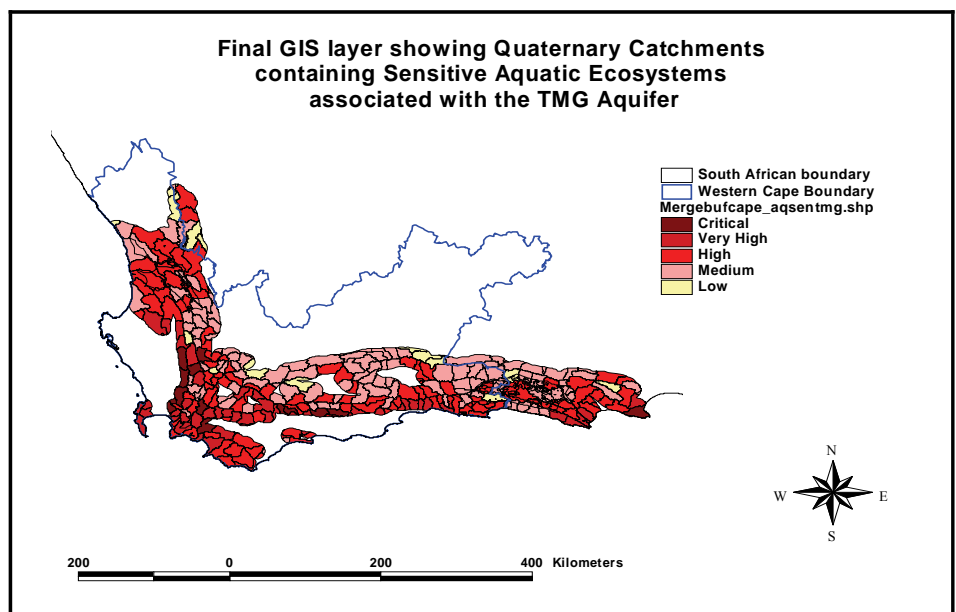 Final GIS layer showing Quaternary Catchments
containing Sensitive Aquatic Ecosystems
associated with the TMG Aquifer
South African boundary
Western Cape Boundary
Mergebufcape_aqsentmg.shp
Critical
Very High
High
Medium
Low
N
W E
S
200 0 200 400 Kilometers